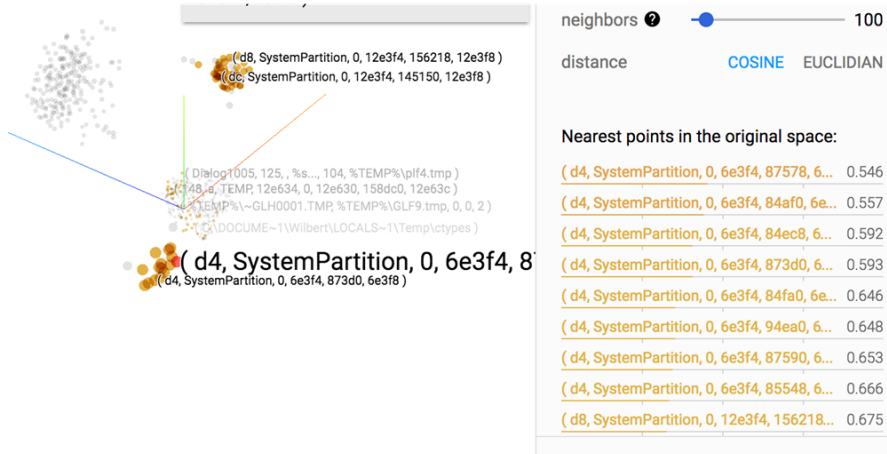 ( d8, SystemPartition, 0, 12e3f4, 156218, 12e3f8 )
( dc, SystemPartition, 0, 12e3f4, 145150, 12e3f8 )
( Dialog1005, 125, , %s..., 104, %TEMP%\plf4.tmp )
( 148, a, TEMP, 12e634, 0, 12e630, 158dc0, 12e63c )
%TEMP%\~GLH0001.TMP, %TEMP%\GLF9.tmp, 0, 0, 2 )
( C:\DOCUME~1\Wilbert\LOCALS~1\Temp\ctypes )
( d4, SystemPartition, 0, 6e3f4, 8
( d4, SystemPartition, 0, 6e3f4, 873d0, 6e3f8 )
neighbors ? 100
distance COSINE EUCLIDIAN
Nearest points in the original space:
( d4, SystemPartition, 0, 6e3f4, 87578, 6... 0.546
( d4, SystemPartition, 0, 6e3f4, 84af0, 6e... 0.557
( d4, SystemPartition, 0, 6e3f4, 84ec8, 6... 0.592
( d4, SystemPartition, 0, 6e3f4, 873d0, 6... 0.593
( d4, SystemPartition, 0, 6e3f4, 84fa0, 6e... 0.646
( d4, SystemPartition, 0, 6e3f4, 94ea0, 6... 0.648
( d4, SystemPartition, 0, 6e3f4, 87590, 6... 0.653
( d4, SystemPartition, 0, 6e3f4, 85548, 6... 0.666
( d8, SystemPartition, 0, 12e3f4, 156218... 0.675